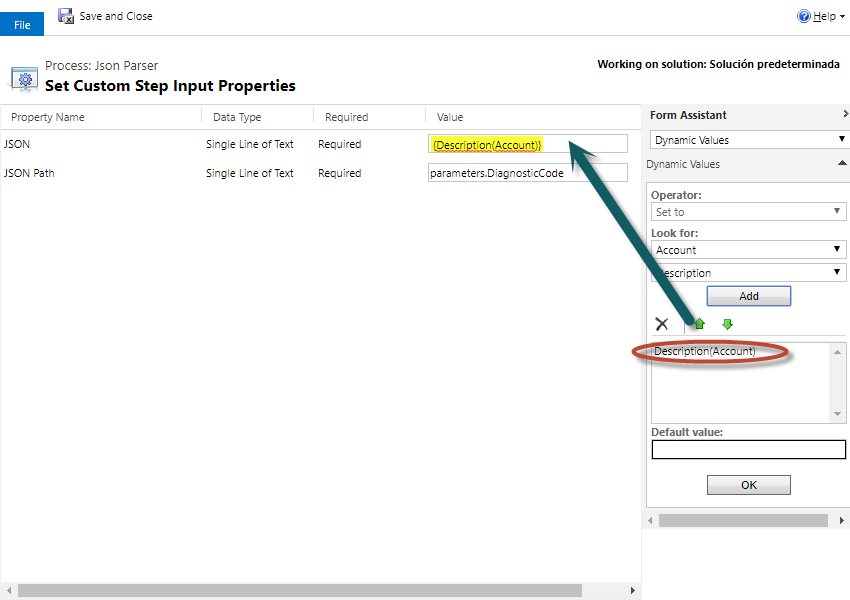 File
Save and Close
Help
Process: Json Parser
Set Custom Step Input Properties
Working on solution: Solución predeterminada
Property Name Data Type Required Value
JSON Single Line of Text Required {Description(Account)}
JSON Path Single Line of Text Required parameters.DiagnosticCode
Form Assistant
Dynamic Values
Dynamic Values
Operator:
Set to
Look for:
Account
Description
Add
Description(Account)
Default value:
OK